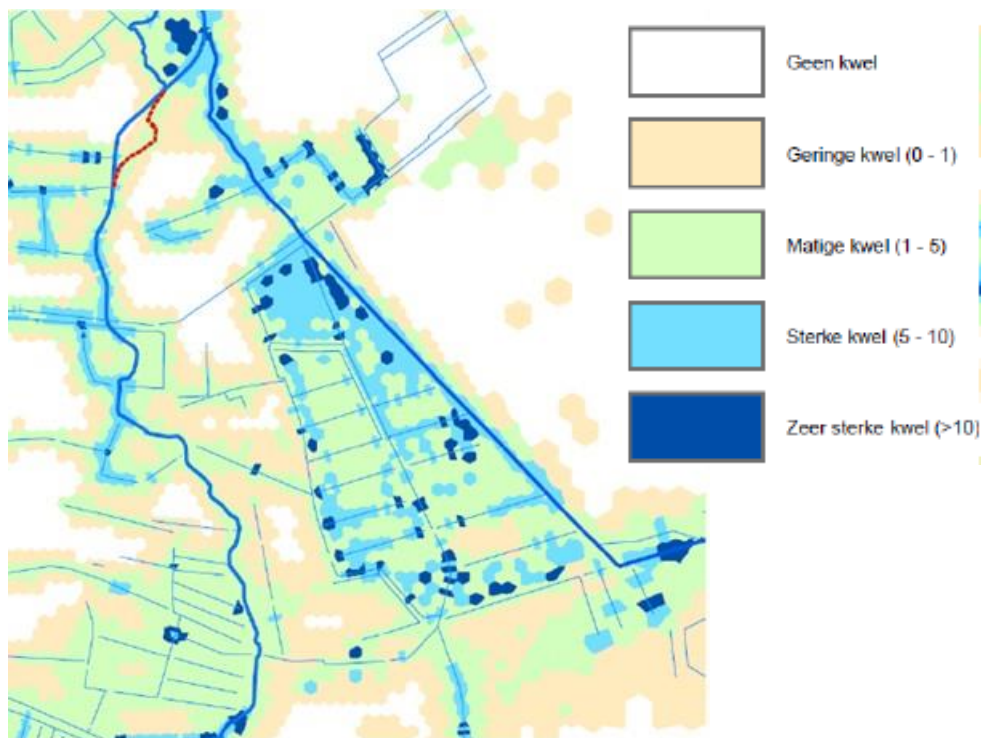 Geen kwel
Geringe kwel (0 - 1)
Matige kwel (1 - 5)
Sterke kwel (5 - 10)
Zeer sterke kwel (>10)